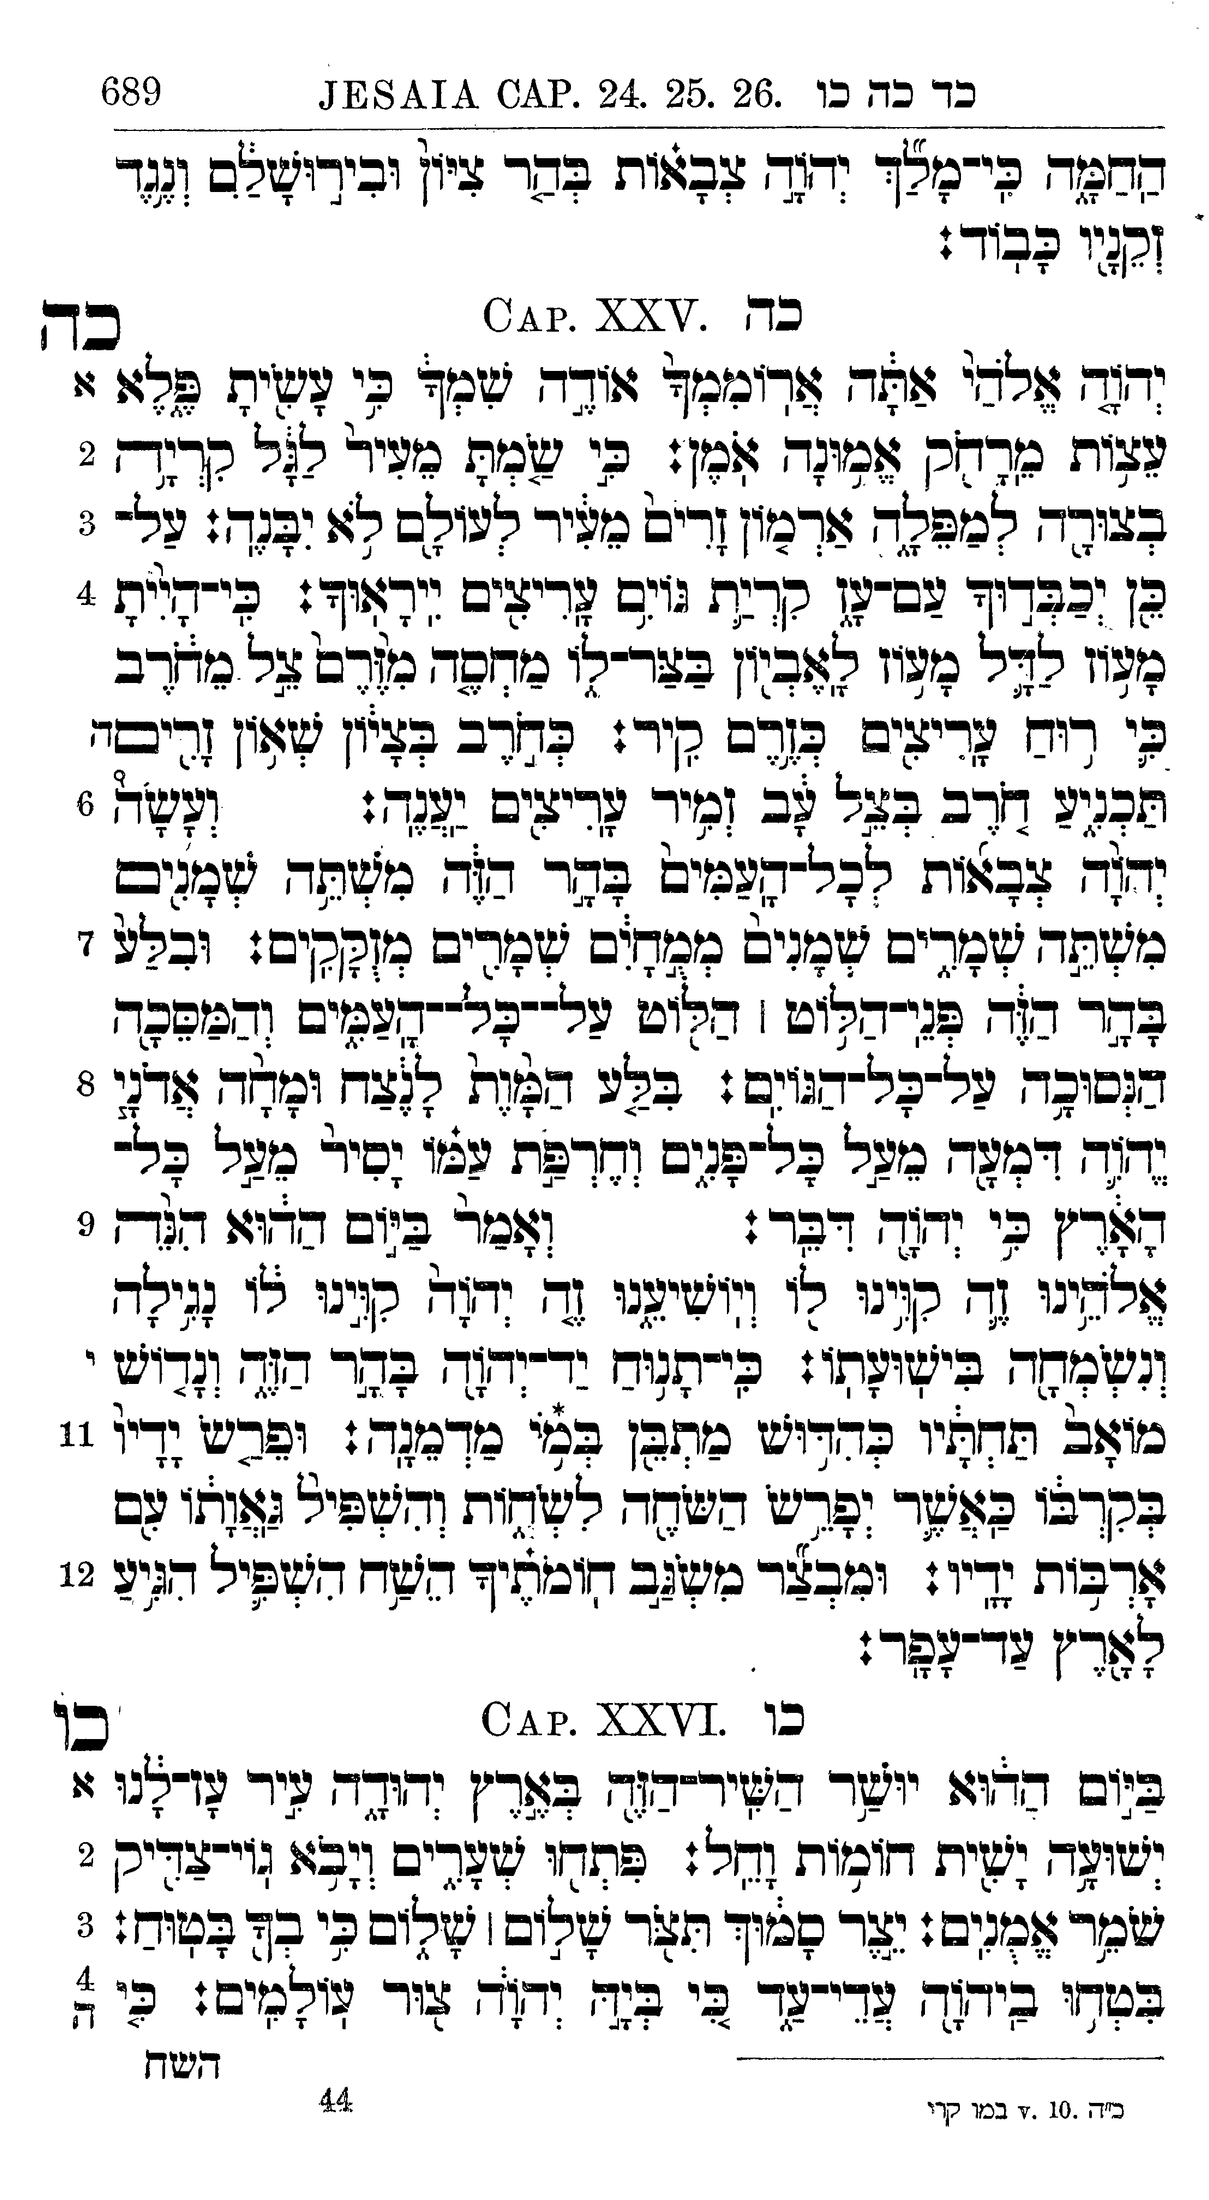 689 JESAIA CAP. 24. 25. 26. כד כה כו
הַֽחַמָּ֑ה כִּֽי־מָלַ֞ךְ יְהוָ֣ה צְבָא֗וֹת בְּהַ֤ר צִיּוֹן֙ וּבִיר֣וּשָׁלִַ֔ם וְנֶ֥גֶד
זְקֵנָ֖יו כָּבֽוֹד׃
כה CAP. XXV. כה
יְהוָ֤ה אֱלֹהַי֙ אַתָּ֔ה אֲרֽוֹמִמְךָ֙ אוֹדֶ֣ה שִׁמְךָ֔ כִּ֥י עָשִׂ֖יתָ פֶּ֑לֶא א
עֵצ֥וֹת מֵֽרָחֹ֖ק אֱמ֥וּנָה אֹֽמֶן׃ כִּ֣י שַׂ֤מְתָּ מֵעִיר֙ לַגָּ֔ל קִרְיָ֥ה 2
בְצוּרָ֖ה לְמַפֵּלָ֑ה אַרְמ֤וֹן זָרִים֙ מֵעִ֔יר לְעוֹלָ֖ם לֹ֥א יִבָּנֶֽה׃ עַל־ 3
כֵּ֖ן יְכַבְּד֣וּךָ עַם־עָ֑ז קִרְיַ֛ת גּוֹיִ֥ם עָֽרִיצִ֖ים יִֽירָאֽוּךָ׃ כִּֽי־הָיִ֨יתָ 4
מָע֥וֹז לַדָּ֛ל מָע֥וֹז לָֽאֶבְי֖וֹן בַּצַּר־ל֑וֹ מַחְסֶ֤ה מִזֶּ֙רֶם֙ צֵ֣ל מֵחֹ֔רֶב
כִּ֛י ר֥וּחַ עָֽרִיצִ֖ים כְּזֶ֥רֶם קִֽיר׃ כְּחֹ֣רֶב בְּצָי֔וֹן שְׁא֥וֹן זָרִ֖ים ה
תַּכְנִ֑יעַ חֹ֚רֶב בְּצֵ֣ל עָ֔ב זְמִ֥יר עָֽרִיצִ֖ים יַֽעֲנֶֽה׃ וְעָשָׂה֩ 6
יְהוָ֨ה צְבָא֜וֹת לְכָל־הָֽעַמִּים֙ בָּהָ֣ר הַזֶּ֔ה מִשְׁתֵּ֥ה שְׁמָנִ֖ים
מִשְׁתֵּ֣ה שְׁמָרִ֑ים שְׁמָנִים֙ מְמֻ֣חָיִ֔ם שְׁמָרִ֖ים מְזֻקָּקִֽים׃ וּבִלַּע֙ 7
בָּהָ֣ר הַזֶּ֔ה פְּנֵֽי־הַלּ֥וֹט ׀ הַלּ֖וֹט עַל־כָּל־הָֽעַמִּ֑ים וְהַמַּסֵּכָ֥ה
הַנְּסוּכָ֖ה עַל־כָּל־הַגּוֹיִֽם׃ בִּלַּ֤ע הַמָּ֙וֶת֙ לָנֶ֔צַח וּמָחָ֨ה אֲדֹנָ֧י 8
יֱהוִ֛ה דִּמְעָ֖ה מֵעַ֣ל כָּל־פָּנִ֑ים וְחֶרְפַּ֣ת עַמּ֗וֹ יָסִיר֙ מֵעַ֣ל כָּל־
הָאָ֔רֶץ כִּ֥י יְהוָ֖ה דִּבֵּֽר׃ וְאָמַר֙ בַּיּ֣וֹם הַה֔וּא הִנֵּ֨ה 9
אֱלֹהֵ֥ינוּ זֶ֛ה קִוִּ֥ינוּ ל֖וֹ וְיֽוֹשִׁיעֵ֑נוּ זֶ֤ה יְהוָה֙ קִוִּ֣ינוּ ל֔וֹ נָגִ֥ילָה
וְנִשְׂמְחָ֖ה בִּישׁוּעָתֽוֹ׃ כִּֽי־תָנ֥וּחַ יַד־יְהוָ֖ה בָּהָ֣ר הַזֶּ֑ה וְנָד֤וֹשׁ י
מוֹאָב֙ תַּחְתָּ֔יו כְּהִדּ֥וּשׁ מַתְבֵּ֖ן בְּמ֥֗י* מַדְמֵנָֽה׃ וּפֵרַ֤שׂ יָדָיו֙ 11
בְּקִרְבּ֔וֹ כַּֽאֲשֶׁ֛ר יְפָרֵ֥שׂ הַשֹּׂחֶ֖ה לִשְׂח֑וֹת וְהִשְׁפִּיל֙ גַּֽאֲוָת֔וֹ עִ֖ם
אָרְבּ֥וֹת יָדָֽיו׃ וּמִבְצַ֞ר מִשְׂגַּ֣ב חֽוֹמֹתֶ֗יךָ הֵשַׁ֥ח הִשְׁפִּ֛יל הִגִּ֥יעַ 12
לָאָ֖רֶץ עַד־עָפָֽר׃
כו CAP. XXVI. כו
בַּיּ֣וֹם הַה֔וּא יוּשַׁ֥ר הַשִּֽׁיר־הַזֶּ֖ה בְּאֶ֣רֶץ יְהוּדָ֑ה עִ֣יר עָז־לָ֔נוּ א
יְשׁוּעָ֥ה יָשִׁ֖ית חוֹמ֥וֹת וָחֵֽל׃ פִּתְח֖וּ שְׁעָרִ֑ים וְיָבֹ֥א גֽוֹי־צַדִּ֖יק 2
שֹׁמֵ֥ר אֱמֻנִֽים׃ יֵ֣צֶר סָמ֔וּךְ תִּצֹּ֖ר שָׁל֣וֹם ׀ שָׁל֑וֹם כִּ֥י בְךָ֖ בָּטֽוּחַ׃ 3
בִּטְח֥וּ בַֽיהוָ֖ה עֲדֵי־עַ֑ד כִּ֚י בְּיָ֣הּ יְהוָ֔ה צ֖וּר עֽוֹלָמִֽים׃ כִּ֤י 4 ה
השח
כ״ה v. 10. במו קרי
44